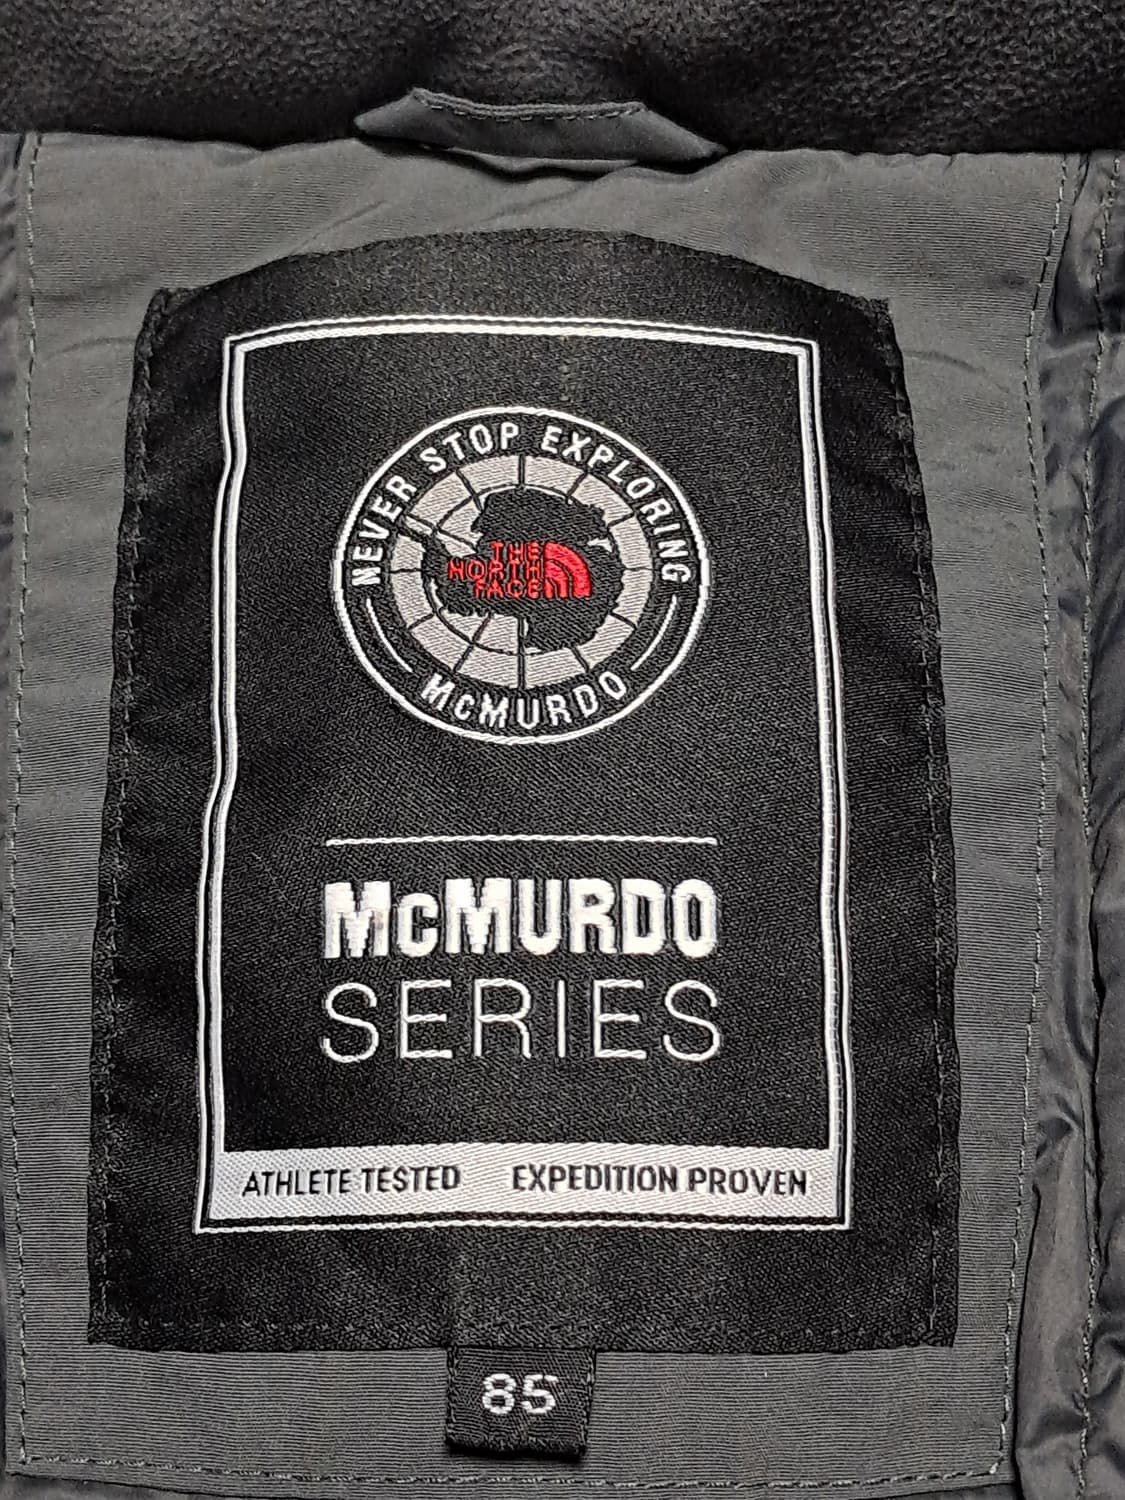 NEVER STOP EXPLORING
THE
NORTH
FACE
McMURDO
McMURDO
SERIES
ATHLETE TESTED EXPEDITION PROVEN
85